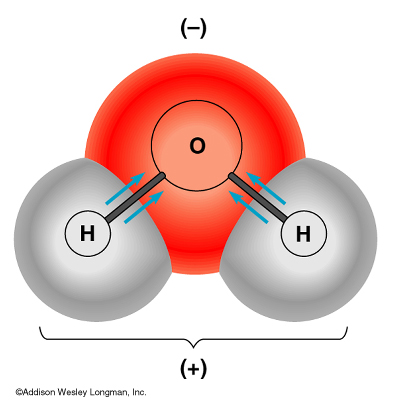 (–)
O
H
H
(+)
©Addison Wesley Longman, Inc.